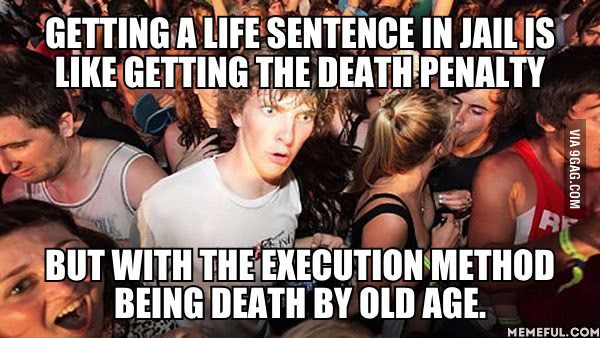 GETTING A LIFE SENTENCE IN JAIL IS
LIKE GETTING THE DEATH PENALTY
VIA 9GAG.COM
BUT WITH THE EXECUTION METHOD
BEING DEATH BY OLD AGE.
MEMEFUL.COM